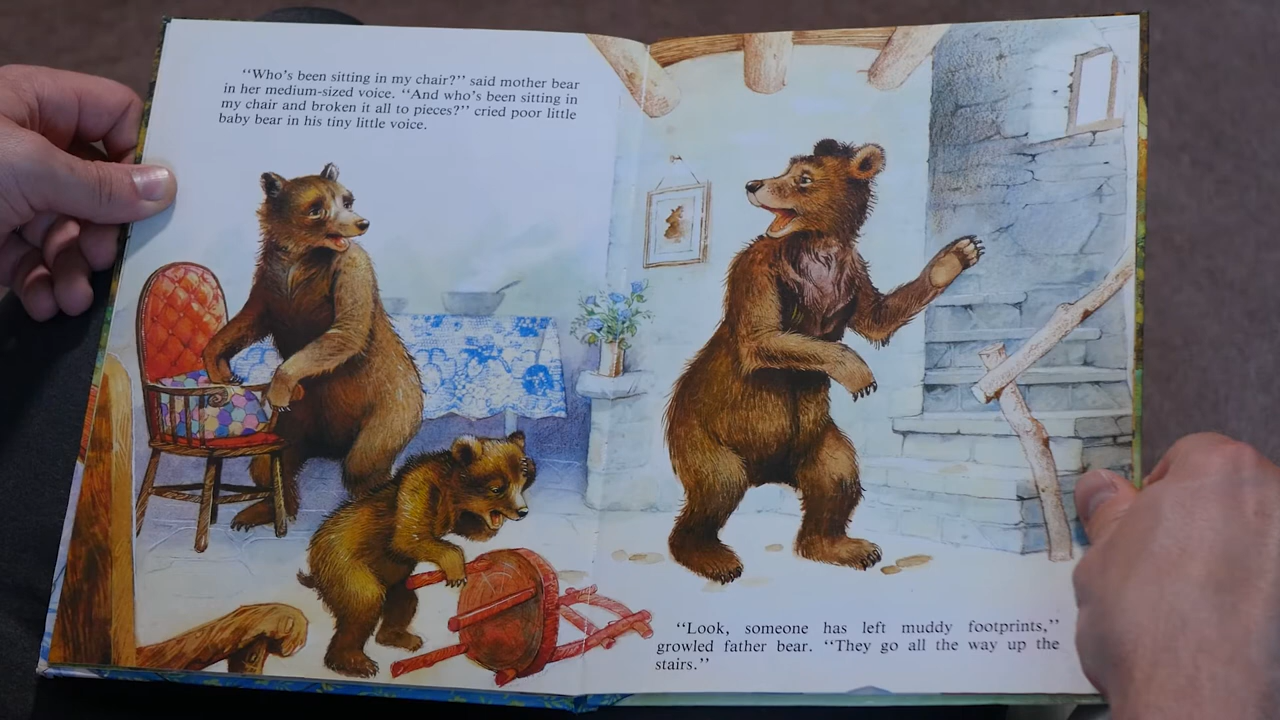 “Who's been sitting in my chair?” said mother bear
in her medium-sized voice. “And who's been sitting in
my chair and broken it all to pieces?” cried poor little
baby bear in his tiny little voice.
“Look, someone has left muddy footprints,”
growled father bear. “They go all the way up the
stairs.”